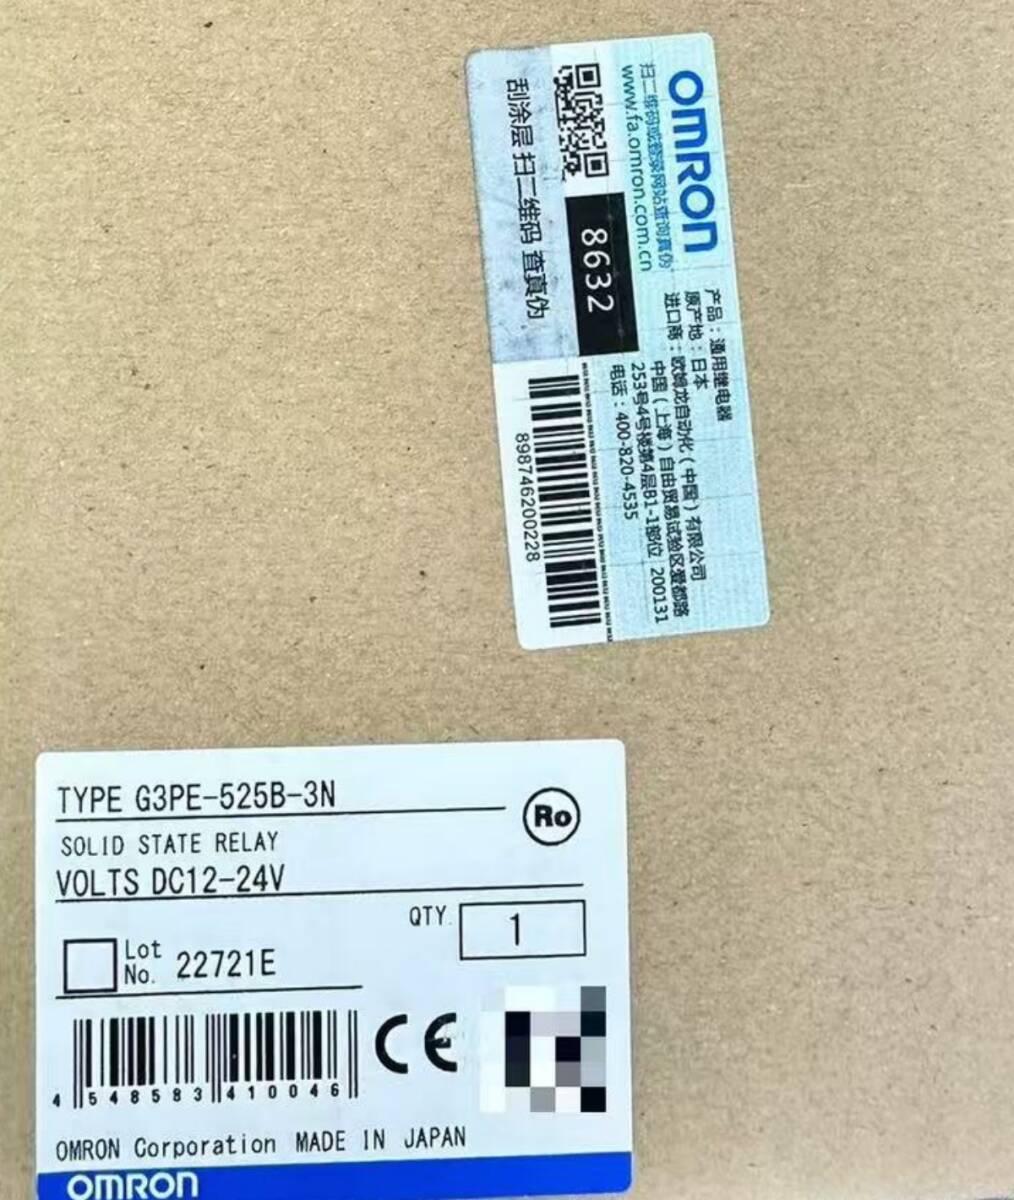 OMRON
扫二维码或登录网站查询真伪
www.fa.omron.com.cn
8632
刮涂层 扫二维码 查真伪
产品：通用继电器
原产地：日本
进口商：欧姆龙自动化（中国）有限公司
中国（上海）自由贸易试验区爱都路
253号4号楼第4层B1-1部位 200131
电话：400-820-4535
898746200228
TYPE G3PE-525B-3N
Ro
SOLID STATE RELAY
VOLTS DC12-24V
QTY. 1
Lot
No. 22721E
CE
4 548583 410046
OMRON Corporation MADE IN JAPAN
OMRON